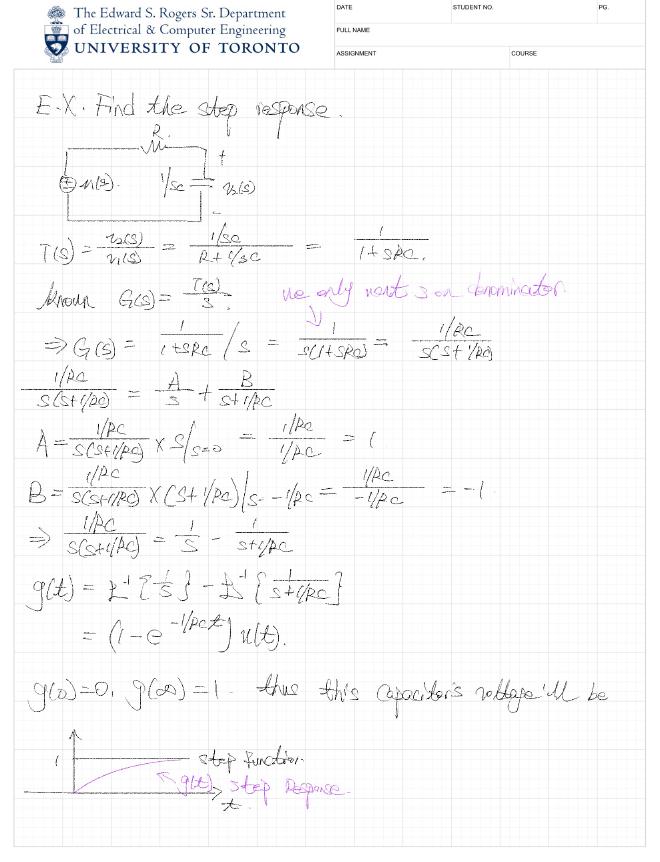 The Edward S. Rogers Sr. Department
of Electrical & Computer Engineering
UNIVERSITY OF TORONTO
DATE STUDENT NO. PG.
FULL NAME
ASSIGNMENT COURSE
E.X. Find the step response.
R
+
v₁(s) 1/sc v₂(s)
-
T(s) = v₂(s)/v₁(s) = (1/sc)/(R+1/sc) = 1/(1+sRC).
known G(s) = T(s)/s. we only want s on denominator.
⇒ G(s) = 1/(1+sRC) / s = 1/(s(1+sRC)) = (1/RC)/(s(s+1/RC))
(1/RC)/(s(s+1/RC)) = A/s + B/(s+1/RC)
A = (1/RC)/(s(s+1/RC)) × s|s=0 = (1/RC)/(1/RC) = 1
B = (1/RC)/(s(s+1/RC)) × (s+1/RC)|s=-1/RC = (1/RC)/(-1/RC) = -1
⇒ (1/RC)/(s(s+1/RC)) = 1/s - 1/(s+1/RC)
g(t) = L⁻¹{1/s} - L⁻¹{1/(s+1/RC)}
= (1-e^(-1/RC t)) u(t).
g(0)=0, g(∞)=1. thus this capacitor's voltage'll be
1 step function.
g(t) step Response.
t.